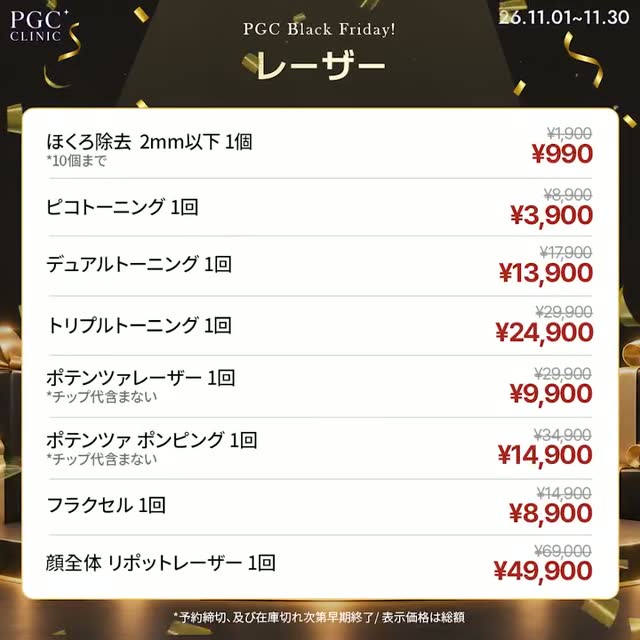 PGC
CLINIC
26.11.01~11.30
PGC Black Friday!
レーザー
ほくろ除去 2mm以下 1個
*10個まで
¥1,900
¥990
ピコトーニング 1回
¥8,900
¥3,900
デュアルトーニング 1回
¥17,900
¥13,900
トリプルトーニング 1回
¥29,900
¥24,900
ポテンツァレーザー 1回
*チップ代含まない
¥29,900
¥9,900
ポテンツァ ポンピング 1回
*チップ代含まない
¥34,900
¥14,900
フラクセル 1回
¥14,900
¥8,900
顔全体 リポットレーザー 1回
¥69,000
¥49,900
*予約締切、及び在庫切れ次第早期終了/ 表示価格は総額